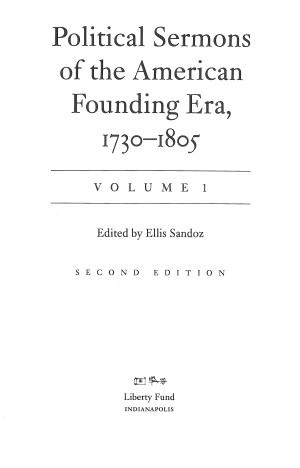 Political Sermons
of the American
Founding Era,
1730–1805
VOLUME 1
Edited by Ellis Sandoz
SECOND EDITION
Liberty Fund
INDIANAPOLIS